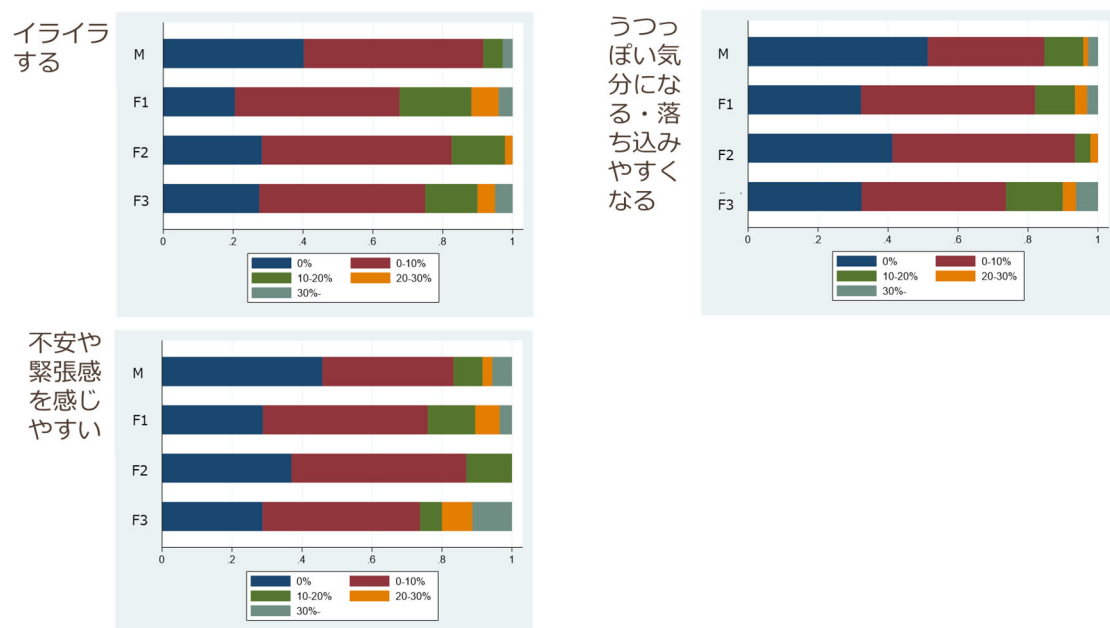 イライラ
する
M
F1
F2
F3
0
.2
.4
.6
.8
1
0%
0-10%
10-20%
20-30%
30%-
うつっ
ぽい気
分にな
る・落
ち込み
やすく
なる
M
F1
F2
F3
0
.2
.4
.6
.8
1
0%
0-10%
10-20%
20-30%
30%-
不安や
緊張感
を感じ
やすい
M
F1
F2
F3
0
.2
.4
.6
.8
1
0%
0-10%
10-20%
20-30%
30%-